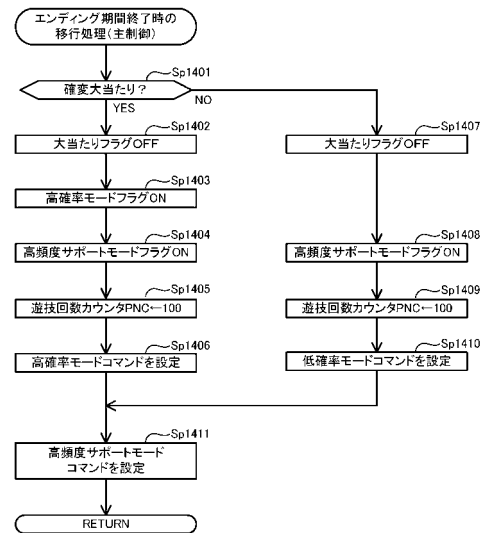 エンディング期間終了時の
移行処理(主制御)
Sp1401
確変大当たり？
YES
NO
Sp1402
大当たりフラグOFF
Sp1403
高確率モードフラグON
Sp1404
高頻度サポートモードフラグON
Sp1405
遊技回数カウンタPNC←100
Sp1406
高確率モードコマンドを設定
Sp1407
大当たりフラグOFF
Sp1408
高頻度サポートモードフラグON
Sp1409
遊技回数カウンタPNC←100
Sp1410
低確率モードコマンドを設定
Sp1411
高頻度サポートモード
コマンドを設定
RETURN